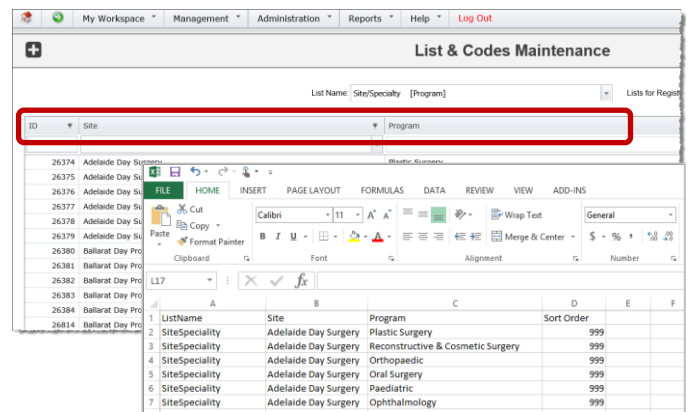 My Workspace Management Administration Reports Help Log Out
List & Codes Maintenance
List Name: Site/Specialty [Program] Lists for Regist
ID Site Program
26374 Adelaide Day Surgery Plastic Surgery
26375 Adelaide Day Su
26376 Adelaide Day Su
26377 Adelaide Day Su
26378 Adelaide Day Su
26379 Adelaide Day Su
26380 Ballarat Day Pro
26381 Ballarat Day Pro
26382 Ballarat Day Pro
26383 Ballarat Day Pro
26384 Ballarat Day Pro
26814 Ballarat Day Pro
FILE HOME INSERT PAGE LAYOUT FORMULAS DATA REVIEW VIEW ADD-INS
Cut
Copy
Format Painter
Paste
Clipboard
Calibri 11 A A
B I U A
Font
Wrap Text
Merge & Center
Alignment
General
$ % ,
Number
L17 fx
A B C D E F
1 ListName Site Program Sort Order
2 SiteSpeciality Adelaide Day Surgery Plastic Surgery 999
3 SiteSpeciality Adelaide Day Surgery Reconstructive & Cosmetic Surgery 999
4 SiteSpeciality Adelaide Day Surgery Orthopaedic 999
5 SiteSpeciality Adelaide Day Surgery Oral Surgery 999
6 SiteSpeciality Adelaide Day Surgery Paediatric 999
7 SiteSpeciality Adelaide Day Surgery Ophthalmology 999